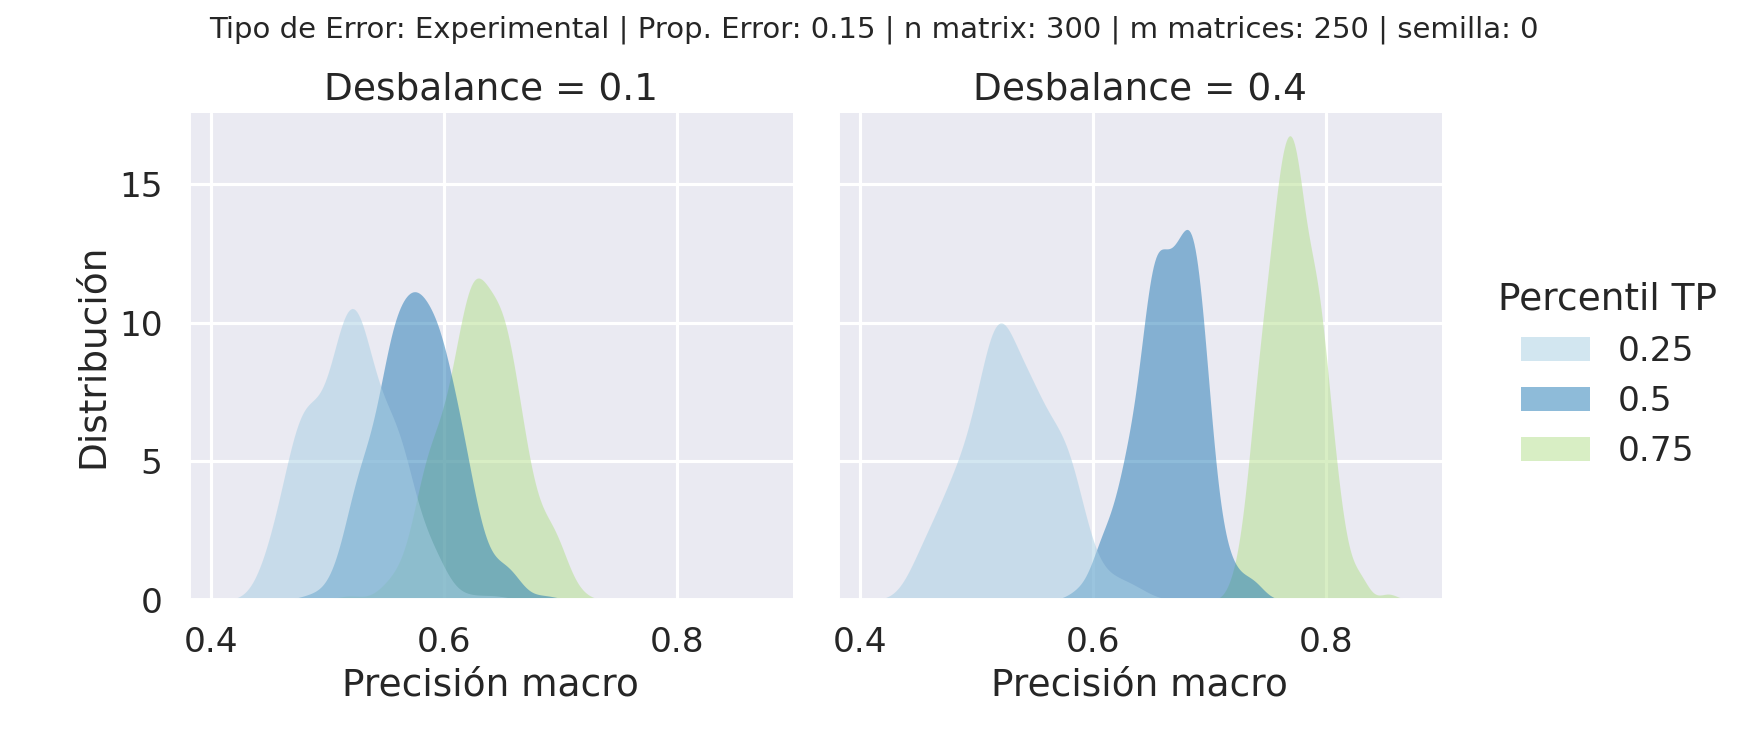 Tipo de Error: Experimental | Prop. Error: 0.15 | n matrix: 300 | m matrices: 250 | semilla: 0
Desbalance = 0.1
Desbalance = 0.4
Distribución
15
10
5
0
0.4 0.6 0.8
0.4 0.6 0.8
Precisión macro
Precisión macro
Percentil TP
0.25
0.5
0.75